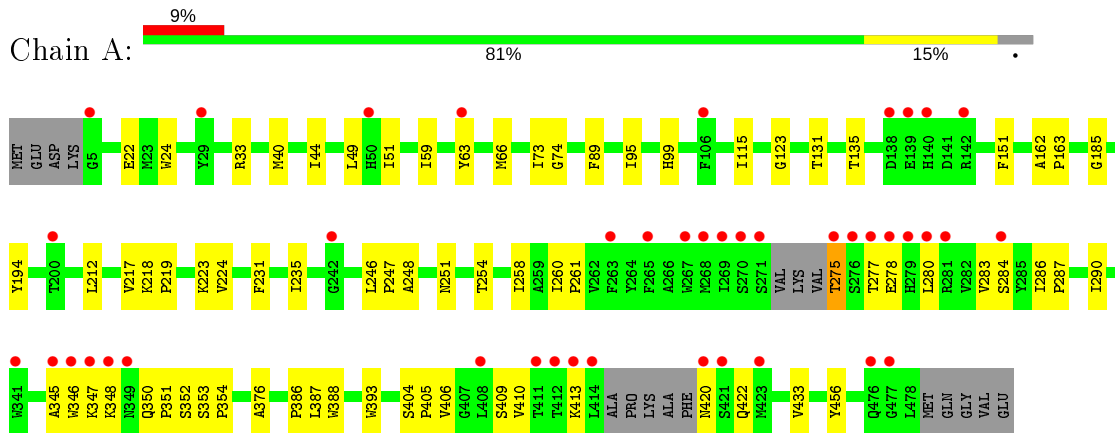 9%
Chain A:
81% 15% •
MET GLU ASP LYS G5 E22 M23 W24 Y29 R33 M40 I44 L49 H50 I51 I59 Y63 M66 I73 G74 F89 I95 H99 F106 I115 G123 T131 T135 D138 E139 H140 D141 R142 F151 A162 P163 G185
Y194 T200 L212 V217 K218 P219 K223 V224 F231 I235 G242 L246 P247 A248 N251 T254 I258 A259 I260 P261 V262 F263 Y264 F265 A266 W267 M268 I269 S270 S271 VAL LYS VAL T275 S276 T277 E278 H279 L280 R281 V282 V283 S284 Y285 I286 P287 I290
W341 A345 W346 K347 K348 N349 Q350 P351 S352 S353 P354 A376 P386 L387 W388 W393 S404 P405 V406 G407 L408 S409 V410 T411 T412 K413 L414 ALA PRO LYS ALA PHE N420 S421 Q422 M423 V433 Y456 Q476 G477 L478 MET GLN GLY VAL GLU